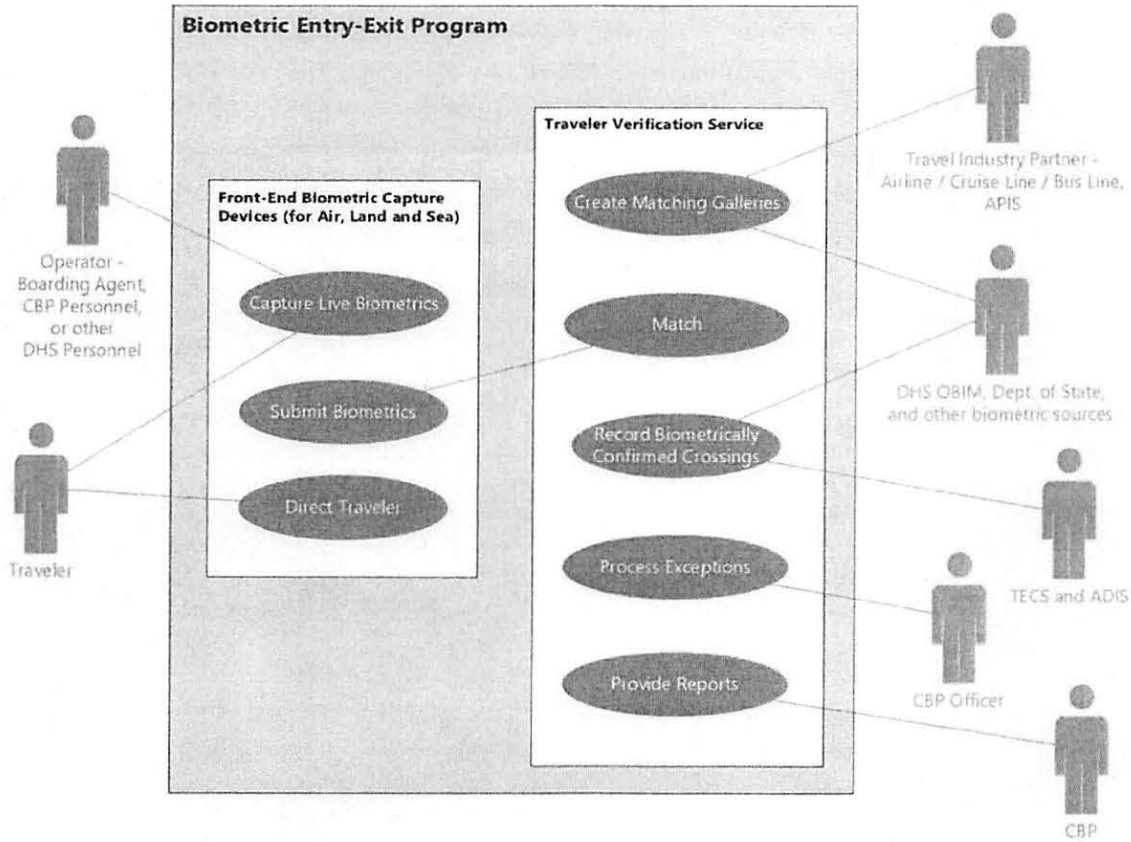 Biometric Entry-Exit Program
Operator -
Boarding Agent,
CBP Personnel,
or other
DHS Personnel
Traveler
Front-End Biometric Capture
Devices (for Air, Land and Sea)
Capture Live Biometrics
Submit Biometrics
Direct Traveler
Traveler Verification Service
Create Matching Galleries
Match
Record Biometrically
Confirmed Crossings
Process Exceptions
Provide Reports
Travel Industry Partner -
Airline / Cruise Line / Bus Line,
APIS
DHS OBIM, Dept. of State,
and other biometric sources
TECS and ADIS
CBP Officer
CBP